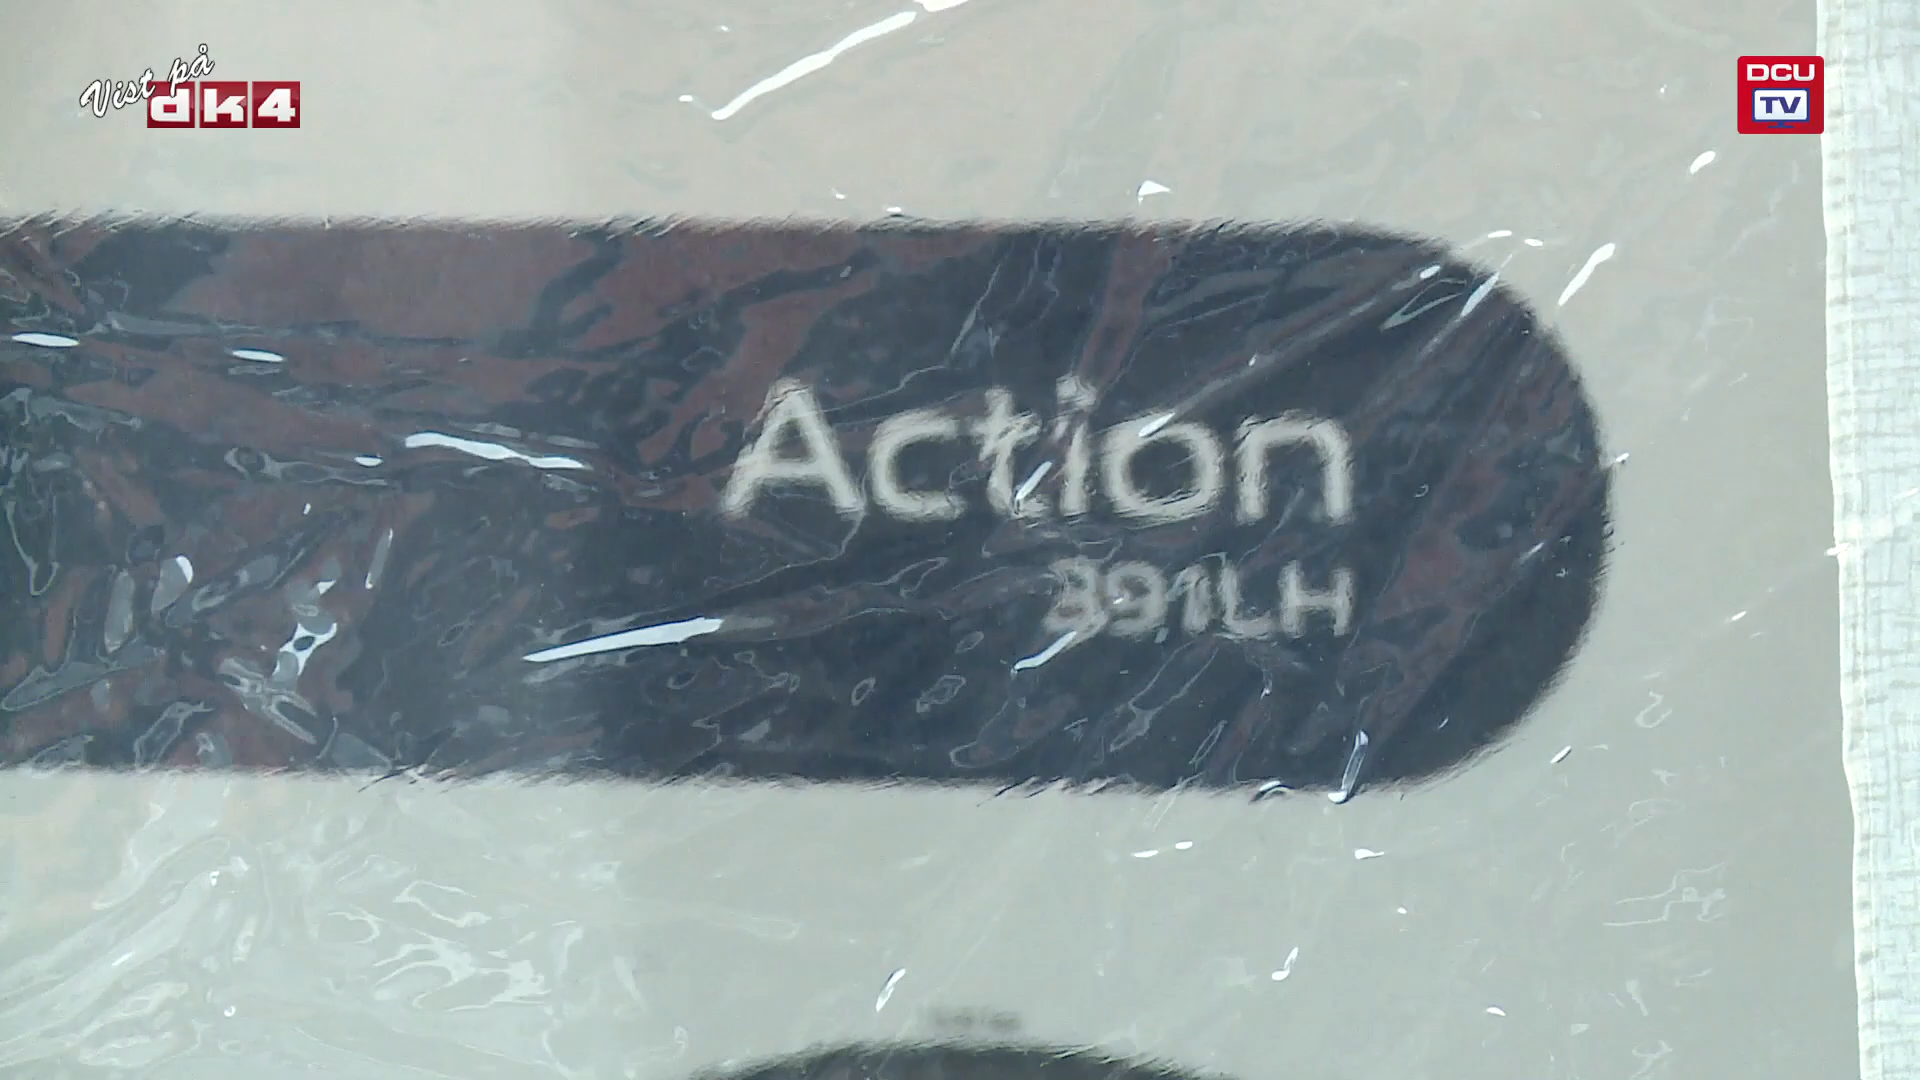 Vist på
dk4
DCU
TV
Action
391LH